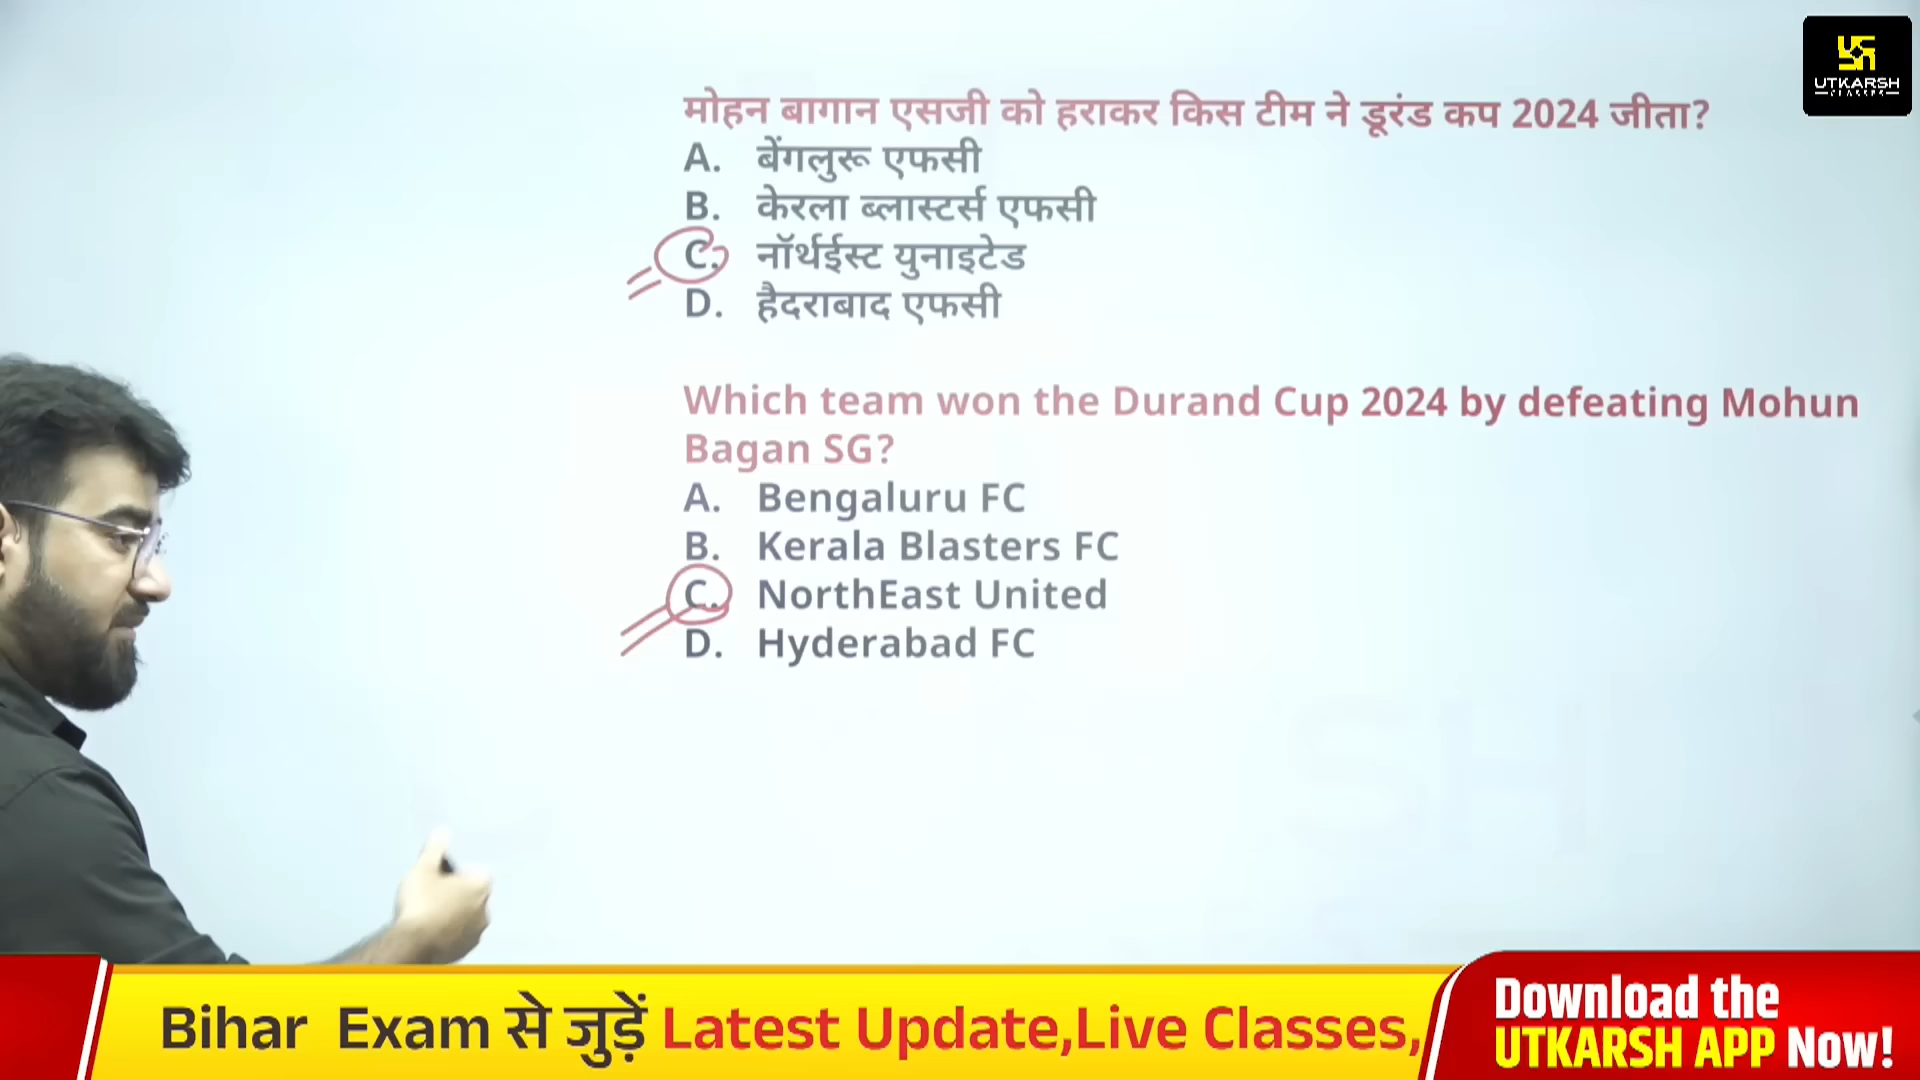 UTKARSH
CLASSES
मोहन बागान एसजी को हराकर किस टीम ने डूरंड कप 2024 जीता?
A. बेंगलुरू एफसी
B. केरला ब्लास्टर्स एफसी
C. नॉर्थईस्ट युनाइटेड
D. हैदराबाद एफसी
Which team won the Durand Cup 2024 by defeating Mohun
Bagan SG?
A. Bengaluru FC
B. Kerala Blasters FC
C. NorthEast United
D. Hyderabad FC
Bihar Exam से जुड़ें Latest Update,Live Classes,
Download the
UTKARSH APP Now!